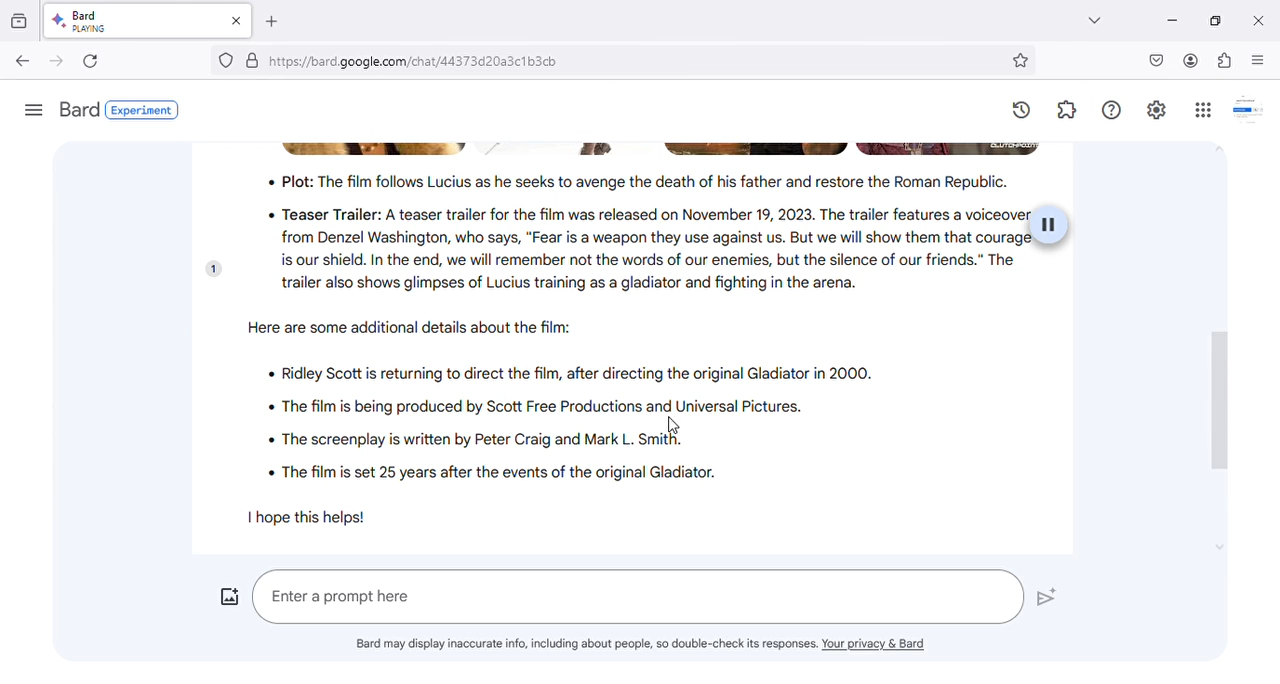 Bard
PLAYING
https://bard.google.com/chat/44373d20a3c1b3cb
Bard Experiment
• Plot: The film follows Lucius as he seeks to avenge the death of his father and restore the Roman Republic.
• Teaser Trailer: A teaser trailer for the film was released on November 19, 2023. The trailer features a voiceover
from Denzel Washington, who says, "Fear is a weapon they use against us. But we will show them that courage
is our shield. In the end, we will remember not the words of our enemies, but the silence of our friends." The
1
trailer also shows glimpses of Lucius training as a gladiator and fighting in the arena.
Here are some additional details about the film:
• Ridley Scott is returning to direct the film, after directing the original Gladiator in 2000.
• The film is being produced by Scott Free Productions and Universal Pictures.
• The screenplay is written by Peter Craig and Mark L. Smith.
• The film is set 25 years after the events of the original Gladiator.
I hope this helps!
Enter a prompt here
Bard may display inaccurate info, including about people, so double-check its responses. Your privacy & Bard